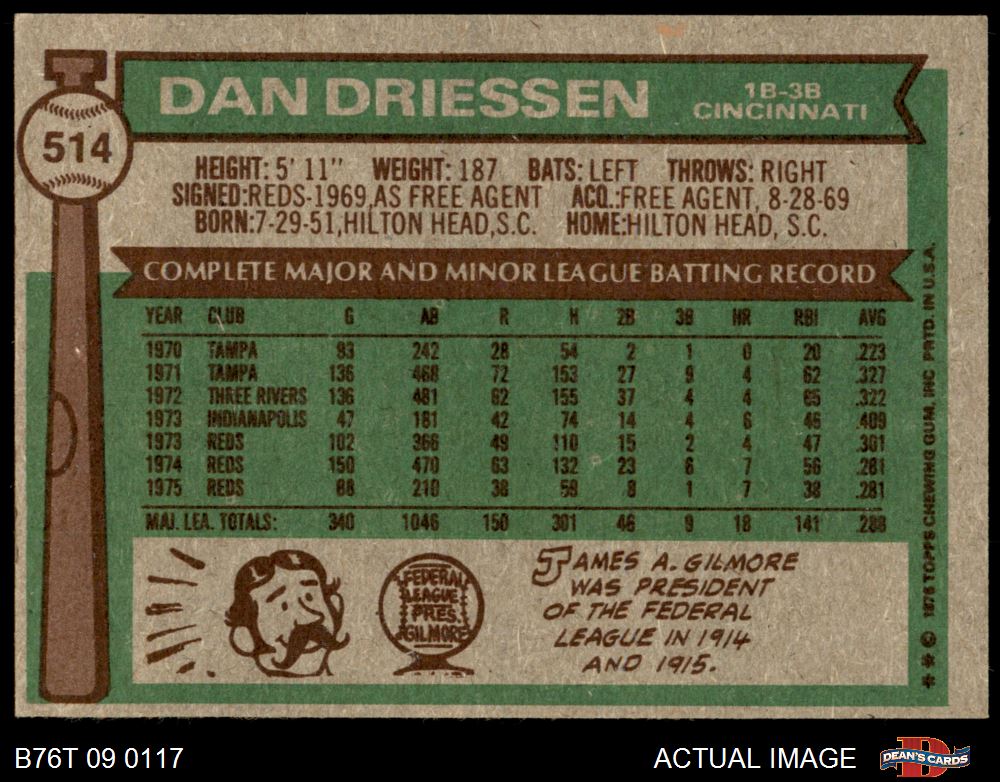 DAN DRIESSEN 1B-3B
CINCINNATI
514
HEIGHT: 5' 11" WEIGHT: 187 BATS: LEFT THROWS: RIGHT
SIGNED:REDS-1969,AS FREE AGENT ACQ.:FREE AGENT, 8-28-69
BORN:7-29-51,HILTON HEAD,S.C. HOME:HILTON HEAD, S.C.
COMPLETE MAJOR AND MINOR LEAGUE BATTING RECORD
YEAR CLUB G AB R H 2B 3B HR RBI AVG
1970 TAMPA 93 242 28 54 2 1 0 20 .223
1971 TAMPA 136 468 72 153 27 9 4 62 .327
1972 THREE RIVERS 136 481 62 155 37 4 4 65 .322
1973 INDIANAPOLIS 47 181 42 74 14 4 6 46 .409
1973 REDS 102 366 49 110 15 2 4 47 .301
1974 REDS 150 470 63 132 23 6 7 56 .281
1975 REDS 88 210 38 59 8 1 7 38 .281
MAJ. LEA. TOTALS: 340 1046 150 301 46 9 18 141 .288
FEDERAL
LEAGUE
PRES.
GILMORE
JAMES A. GILMORE
WAS PRESIDENT
OF THE FEDERAL
LEAGUE IN 1914
AND 1915.
** © 1976 TOPPS CHEWING GUM, INC PRTD. IN U.S.A.
B76T 09 0117
ACTUAL IMAGE
DEAN'S CARDS